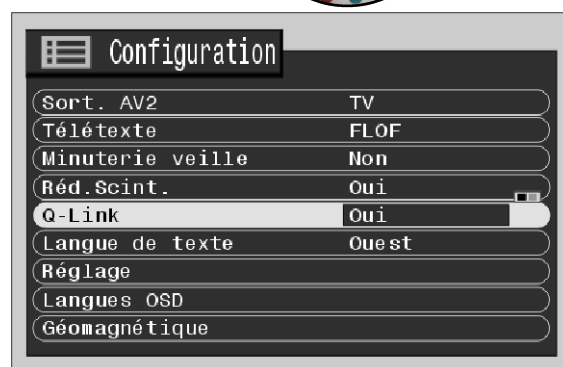 Configuration
Sort. AV2 TV
Télétexte FLOF
Minuterie veille Non
Réd.Scint. Oui
Q-Link Oui
Langue de texte Ouest
Réglage
Langues OSD
Géomagnétique